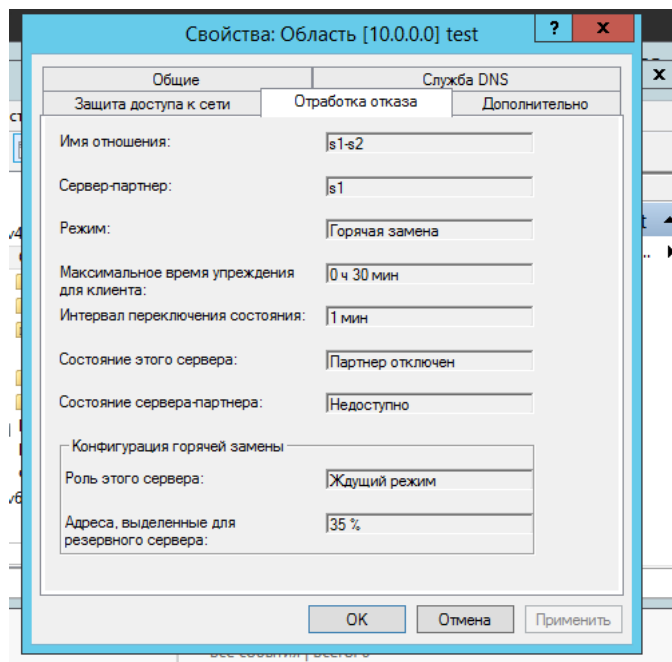 Свойства: Область [10.0.0.0] test
?
x
Общие
Служба DNS
Защита доступа к сети
Отработка отказа
Дополнительно
Имя отношения:
s1-s2
Сервер-партнер:
s1
Режим:
Горячая замена
Максимальное время упреждения
для клиента:
0 ч 30 мин
Интервал переключения состояния:
1 мин
Состояние этого сервера:
Партнер отключен
Состояние сервера-партнера:
Недоступно
Конфигурация горячей замены
Роль этого сервера:
Ждущий режим
Адреса, выделенные для
резервного сервера:
35 %
OK
Отмена
Применить